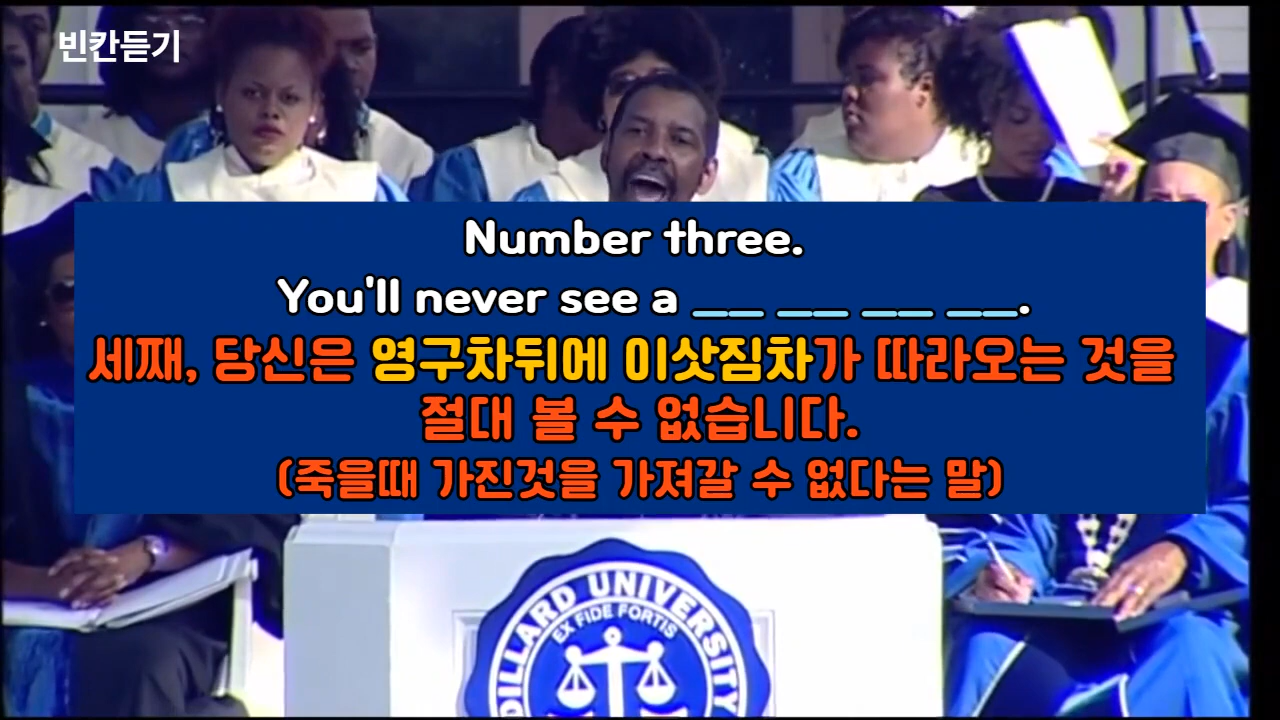 빈칸듣기
Number three.
You'll never see a __ __ __ __.
세째, 당신은 영구차뒤에 이삿짐차가 따라오는 것을
절대 볼 수 없습니다.
(죽을때 가진것을 가져갈 수 없다는 말)
DILLARD UNIVERSITY
EX FIDE FORTIS